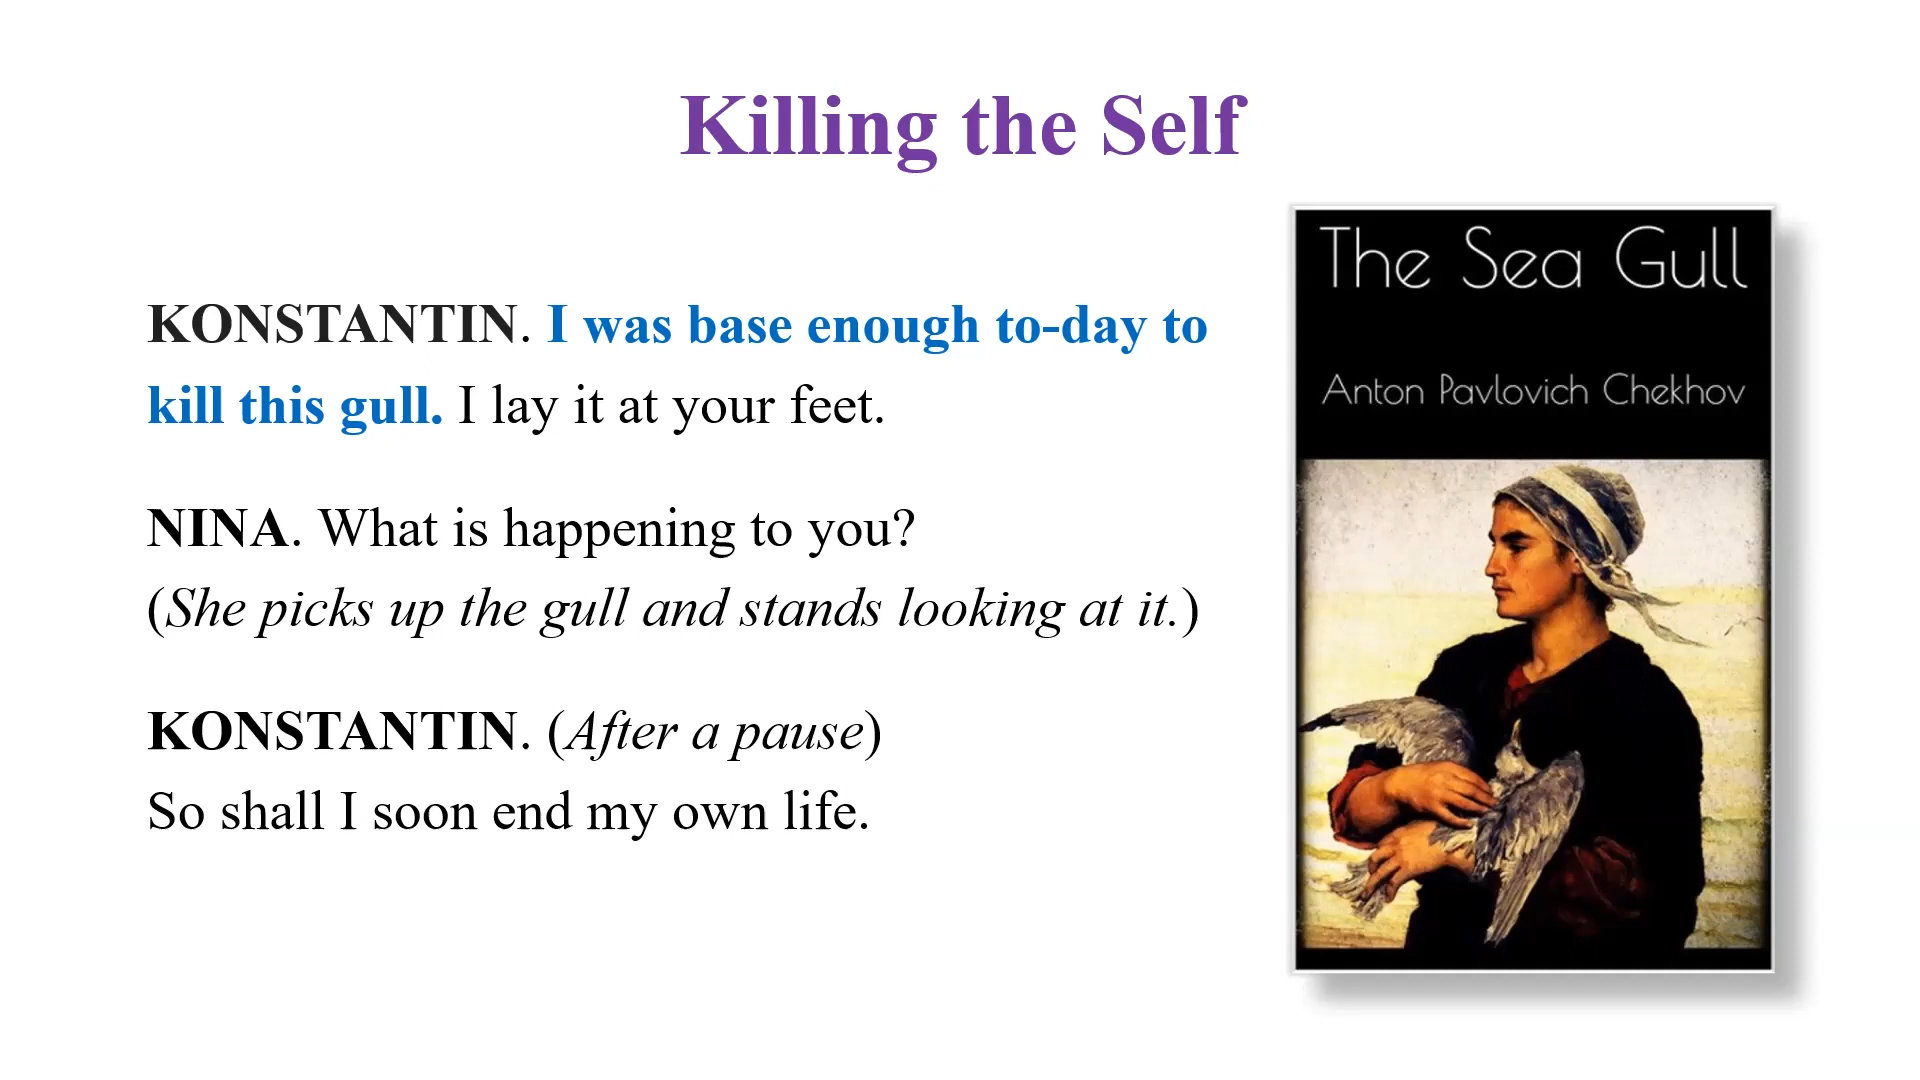 Killing the Self
KONSTANTIN. I was base enough to-day to
kill this gull. I lay it at your feet.
NINA. What is happening to you?
(She picks up the gull and stands looking at it.)
KONSTANTIN. (After a pause)
So shall I soon end my own life.
The Sea Gull
Anton Pavlovich Chekhov